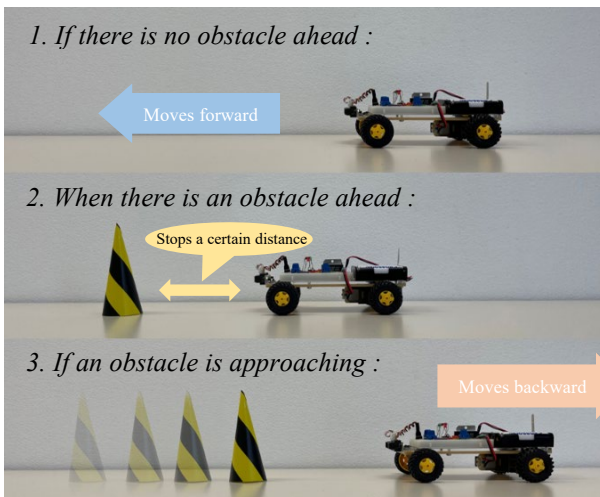 1. If there is no obstacle ahead :
Moves forward
2. When there is an obstacle ahead :
Stops a certain distance
3. If an obstacle is approaching :
Moves backward